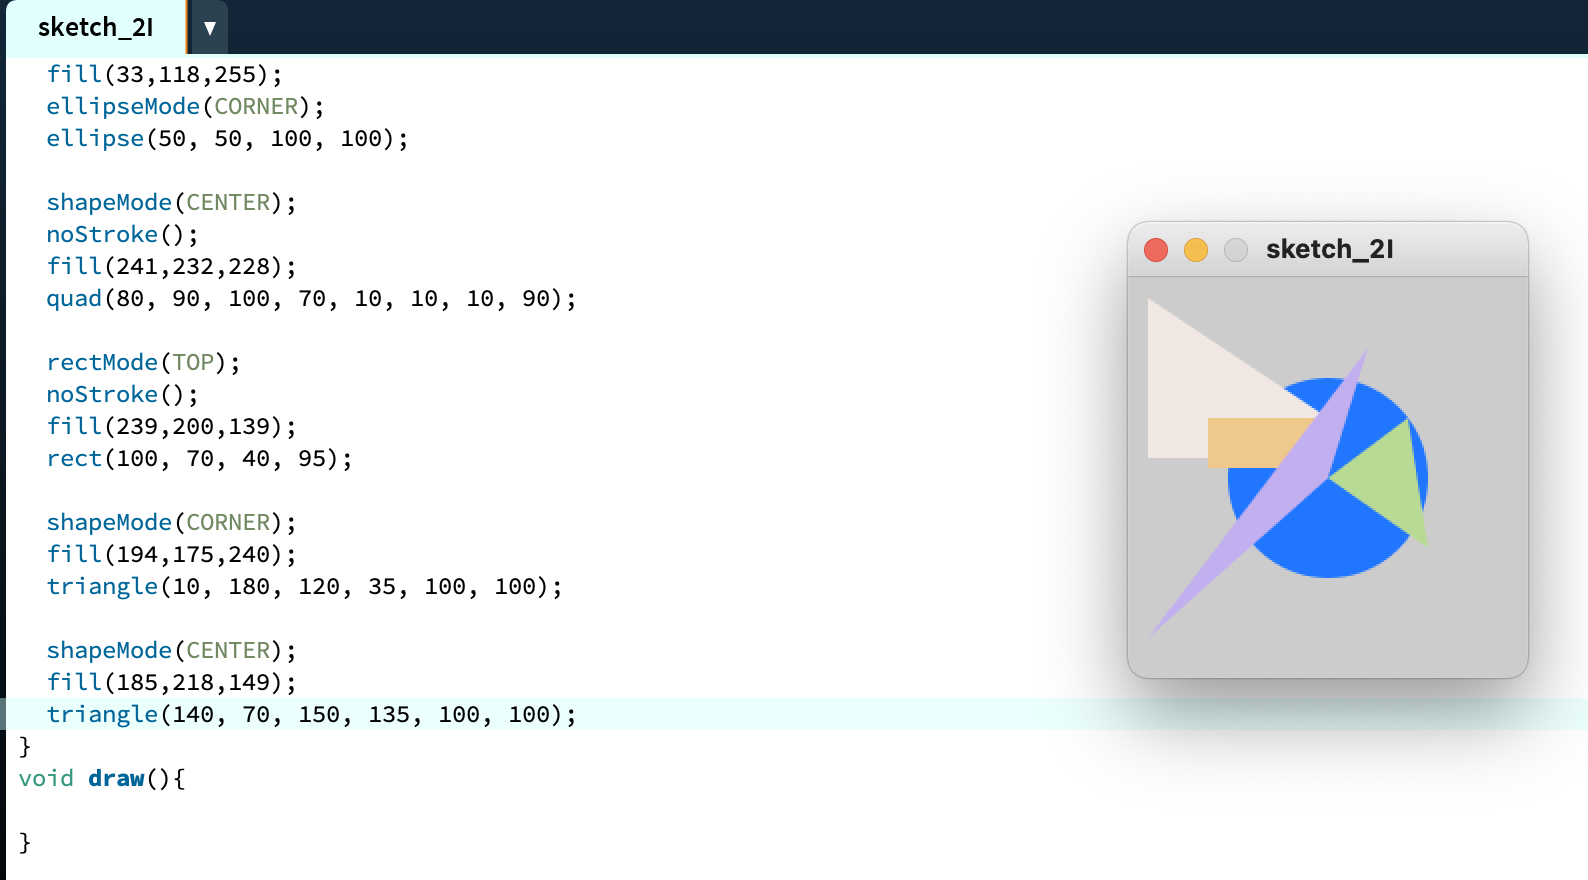 sketch_2I ▼
fill(33,118,255);
ellipseMode(CORNER);
ellipse(50, 50, 100, 100);
shapeMode(CENTER);
noStroke();
fill(241,232,228);
quad(80, 90, 100, 70, 10, 10, 10, 90);
rectMode(TOP);
noStroke();
fill(239,200,139);
rect(100, 70, 40, 95);
shapeMode(CORNER);
fill(194,175,240);
triangle(10, 180, 120, 35, 100, 100);
shapeMode(CENTER);
fill(185,218,149);
triangle(140, 70, 150, 135, 100, 100);
}
void draw(){
}
sketch_2I